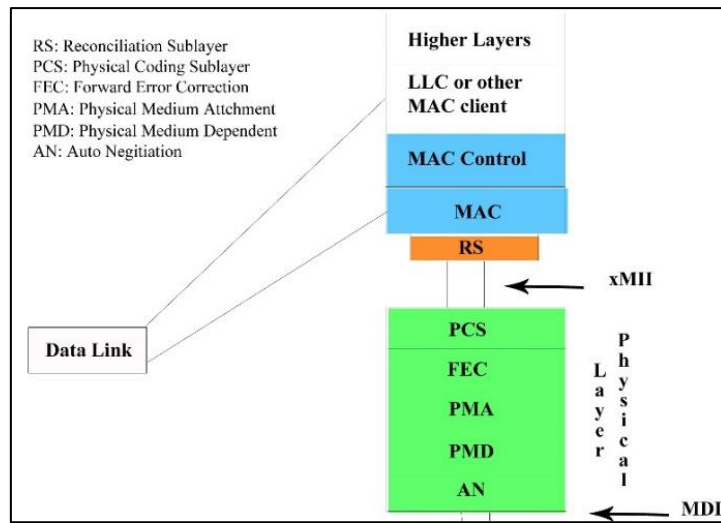 RS: Reconciliation Sublayer
PCS: Physical Coding Sublayer
FEC: Forward Error Correction
PMA: Physical Medium Attchment
PMD: Physical Medium Dependent
AN: Auto Negitiation
Higher Layers
LLC or other
MAC client
MAC Control
MAC
RS
xMII
Data Link
PCS
FEC
PMA
PMD
AN
Physical
Layer
MDI